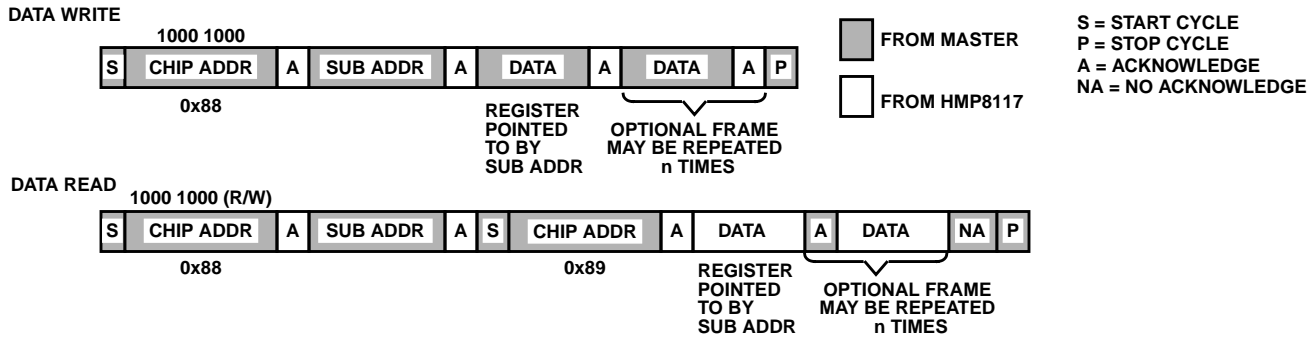 DATA WRITE
1000 1000
S CHIP ADDR A SUB ADDR A DATA A DATA A P
0x88
REGISTER
POINTED
TO BY
SUB ADDR
OPTIONAL FRAME
MAY BE REPEATED
n TIMES
FROM MASTER
FROM HMP8117
S = START CYCLE
P = STOP CYCLE
A = ACKNOWLEDGE
NA = NO ACKNOWLEDGE
DATA READ
1000 1000 (R/W)
S CHIP ADDR A SUB ADDR A S CHIP ADDR A DATA A DATA NA P
0x88 0x89
REGISTER
POINTED
TO BY
SUB ADDR
OPTIONAL FRAME
MAY BE REPEATED
n TIMES